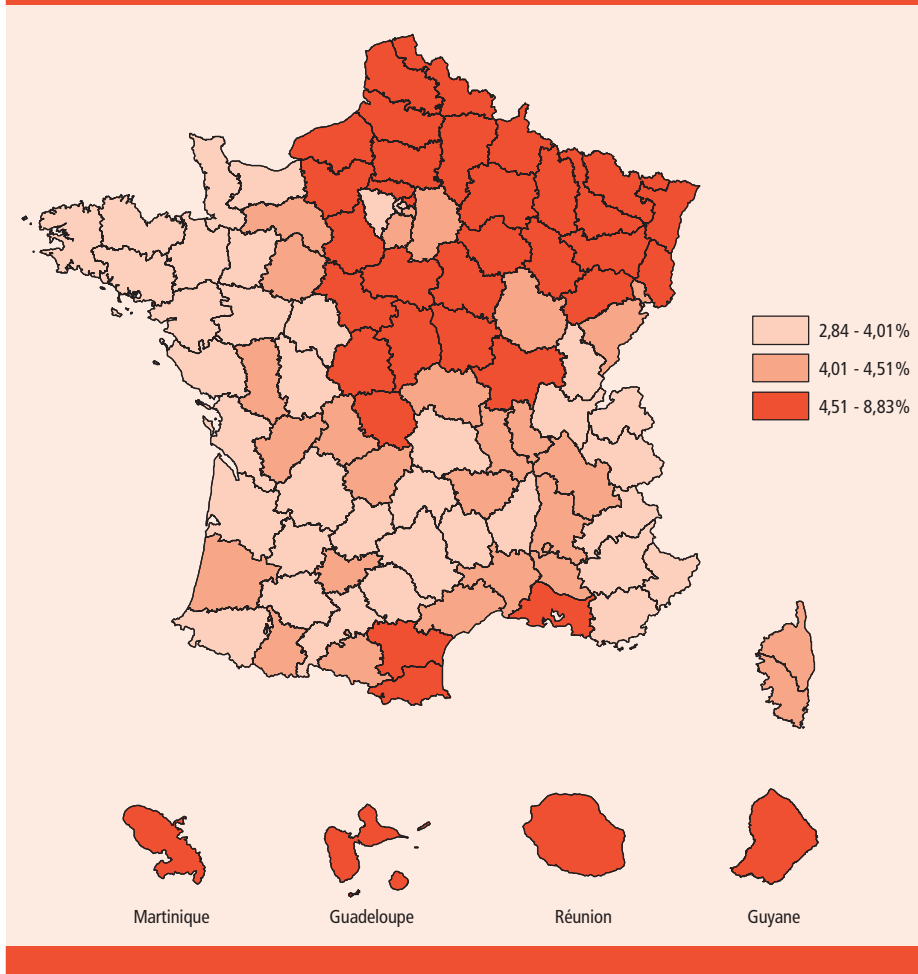 2,84 - 4,01%
4,01 - 4,51%
4,51 - 8,83%
Martinique
Guadeloupe
Réunion
Guyane